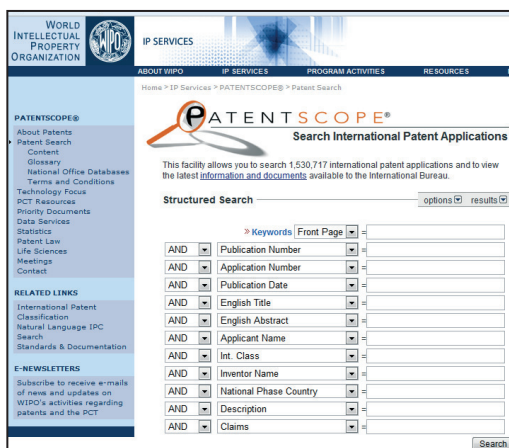 WORLD
INTELLECTUAL
PROPERTY
ORGANIZATION
WIPO
IP SERVICES
ABOUT WIPO IP SERVICES PROGRAM ACTIVITIES RESOURCES
Home > IP Services > PATENTSCOPE® > Patent Search
PATENTSCOPE®
About Patents
Patent Search
Content
Glossary
National Office Databases
Terms and Conditions
Technology Focus
PCT Resources
Priority Documents
Data Services
Statistics
Patent Law
Life Sciences
Meetings
Contact
RELATED LINKS
International Patent
Classification
Natural Language IPC
Search
Standards & Documentation
E-NEWSLETTERS
Subscribe to receive e-mails
of news and updates on
WIPO's activities regarding
patents and the PCT
PATENTSCOPE®
Search International Patent Applications
This facility allows you to search 1,530,717 international patent applications and to view
the latest information and documents available to the International Bureau.
Structured Search options results
» Keywords Front Page =
AND Publication Number =
AND Application Number =
AND Publication Date =
AND English Title =
AND English Abstract =
AND Applicant Name =
AND Int. Class =
AND Inventor Name =
AND National Phase Country =
AND Description =
AND Claims =
Search